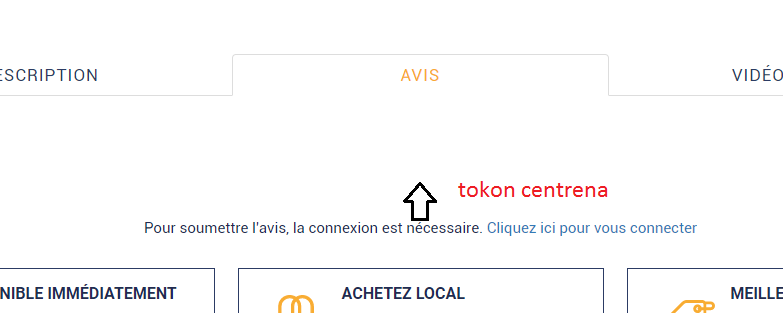 ESCRIPTION
AVIS
VIDÉO
tokon centrena
Pour soumettre l'avis, la connexion est nécessaire. Cliquez ici pour vous connecter
NIBLE IMMÉDIATEMENT
ACHETEZ LOCAL
MEILLE